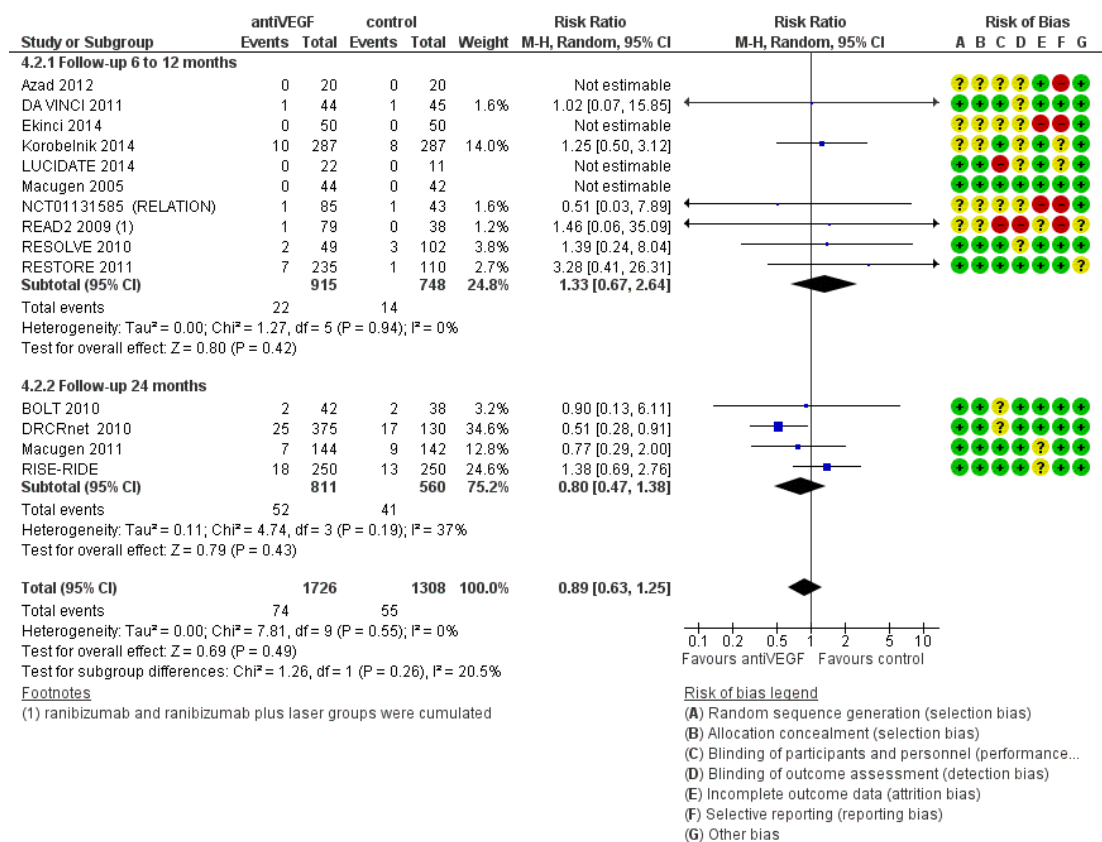 antiVEGF control Risk Ratio Risk Ratio Risk of Bias
Study or Subgroup Events Total Events Total Weight M-H, Random, 95% CI M-H, Random, 95% CI A B C D E F G
4.2.1 Follow-up 6 to 12 months
Azad 2012 0 20 0 20 Not estimable ? ? ? ? + - +
DA VINCI 2011 1 44 1 45 1.6% 1.02 [0.07, 15.85] + + + ? + + +
Ekinci 2014 0 50 0 50 Not estimable ? ? ? ? - - +
Korobelnik 2014 10 287 8 287 14.0% 1.25 [0.50, 3.12] ? ? + ? + ? +
LUCIDATE 2014 0 22 0 11 Not estimable + + - ? + ? +
Macugen 2005 0 44 0 42 Not estimable + + + + + + +
NCT01131585 (RELATION) 1 85 1 43 1.6% 0.51 [0.03, 7.89] ? ? ? ? - - +
READ2 2009 (1) 1 79 0 38 1.46 [0.06, 35.09] ? ? - - ? - ?
RESOLVE 2010 2 49 3 102 3.8% 1.39 [0.24, 8.04] + + + ? + + +
RESTORE 2011 7 235 1 110 2.7% 3.28 [0.41, 26.31] + + + + + + ?
Subtotal (95% CI) 915 748 24.8% 1.33 [0.67, 2.64]
Total events 22 14
Heterogeneity: Tau² = 0.00; Chi² = 1.27, df = 5 (P = 0.94); I² = 0%
Test for overall effect: Z = 0.80 (P = 0.42)
4.2.2 Follow-up 24 months
BOLT 2010 2 42 2 38 3.2% 0.90 [0.13, 6.11] + + ? + + + +
DRCRnet 2010 25 375 17 130 34.6% 0.51 [0.28, 0.91] + + ? + + + +
Macugen 2011 7 144 9 142 12.8% 0.77 [0.29, 2.00] + + + + ? + +
RISE-RIDE 18 250 13 250 24.6% 1.38 [0.69, 2.76] + + + + ? + +
Subtotal (95% CI) 811 560 75.2% 0.80 [0.47, 1.38]
Total events 52 41
Heterogeneity: Tau² = 0.11; Chi² = 4.74, df = 3 (P = 0.19); I² = 37%
Test for overall effect: Z = 0.79 (P = 0.43)
Total (95% CI) 1726 1308 100.0% 0.89 [0.63, 1.25]
Total events 74 55
Heterogeneity: Tau² = 0.00; Chi² = 7.81, df = 9 (P = 0.55); I² = 0%
Test for overall effect: Z = 0.69 (P = 0.49)
Test for subgroup differences: Chi² = 1.26, df = 1 (P = 0.26), I² = 20.5%
0.1 0.2 0.5 1 2 5 10
Favours antiVEGF Favours control
Footnotes
(1) ranibizumab and ranibizumab plus laser groups were cumulated
Risk of bias legend
(A) Random sequence generation (selection bias)
(B) Allocation concealment (selection bias)
(C) Blinding of participants and personnel (performance...
(D) Blinding of outcome assessment (detection bias)
(E) Incomplete outcome data (attrition bias)
(F) Selective reporting (reporting bias)
(G) Other bias